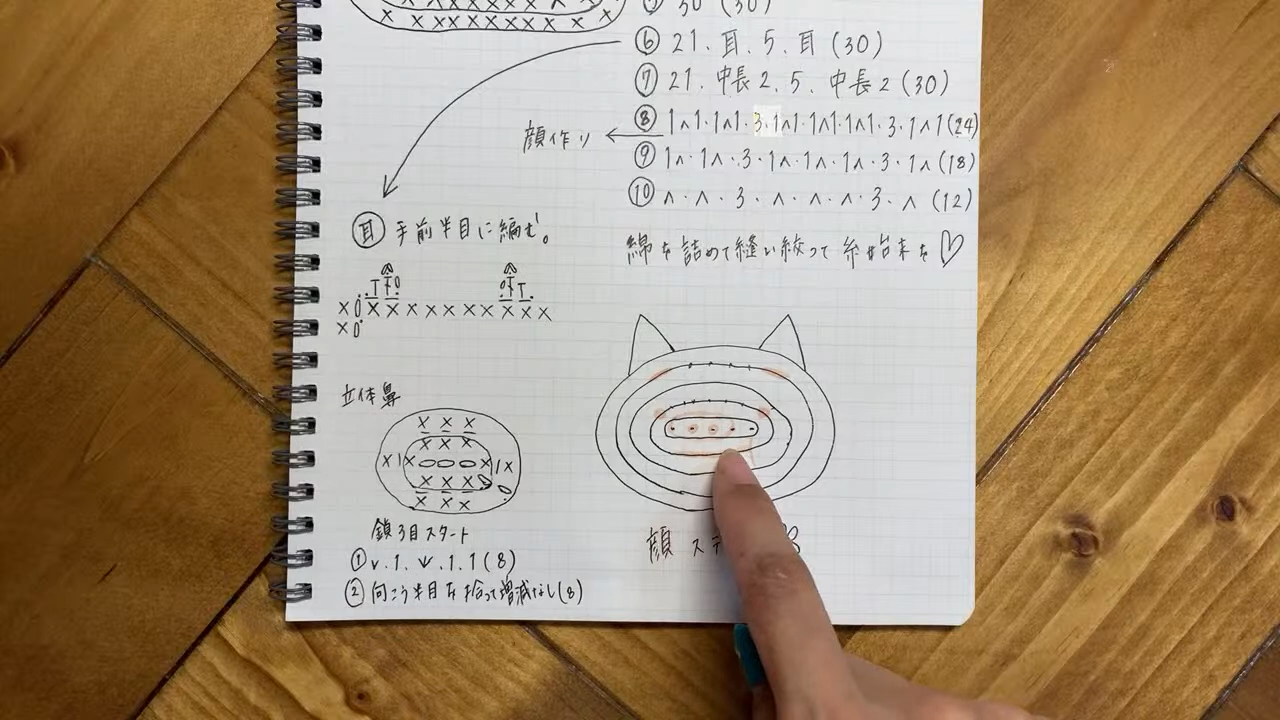 ⑤ 30 (30)
⑥ 21. 耳. 5. 耳 (30)
⑦ 21. 中長2. 5. 中長2 (30)
⑧ 1∧1・1∧1・3・1∧1・1∧1・1∧1・3・1∧1 (24)
顔作り
⑨ 1∧・1∧・3・1∧・1∧・1∧・3・1∧ (18)
⑩ ∧・∧・3・∧・∧・∧・3・∧ (12)
綿を詰めて縫い絞って糸始末を♡
耳 手前半目に編む。
立体鼻
鎖3目スタート
① V. 1. V. 1. 1 (8)
② 向こう半目を拾って増減なし(8)
顔 ス